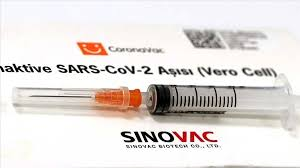 CoronaVac
naktive SARS-CoV-2 Aşısı (Vero Cell)
SINOVAC
SINOVAC BIOTECH CO., LTD.